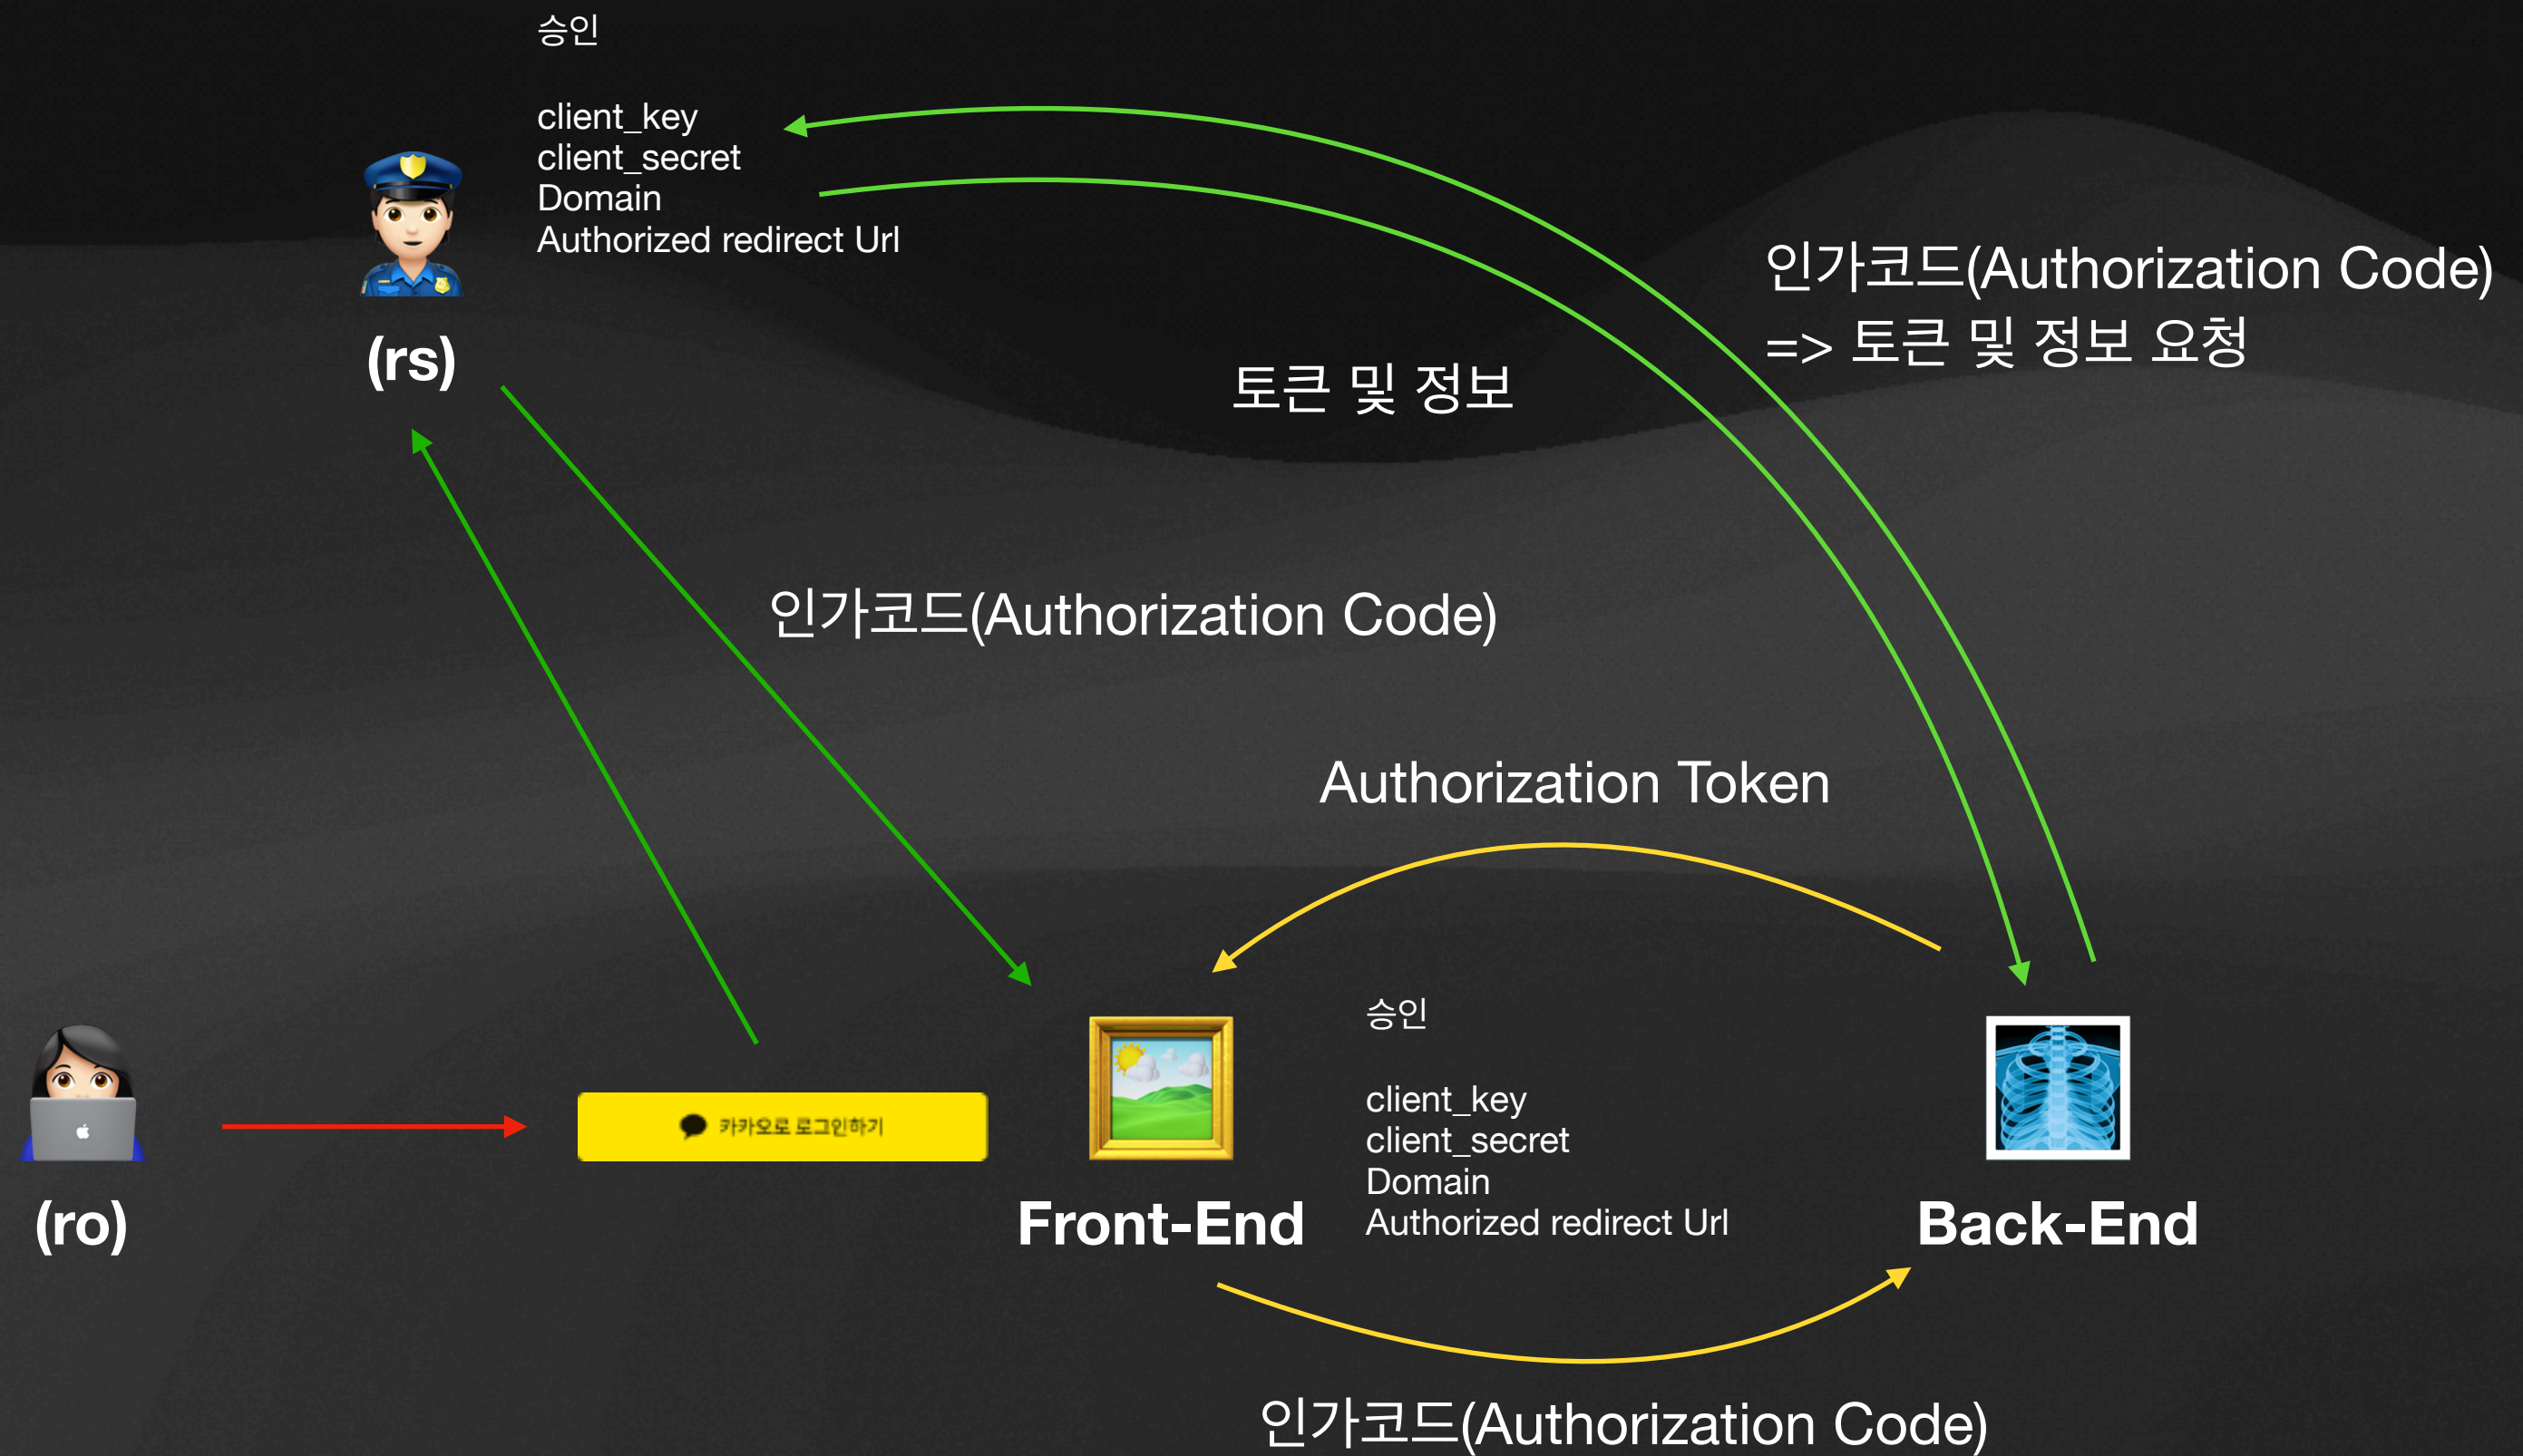 승인
client_key
client_secret
Domain
Authorized redirect Url
(rs)
인가코드(Authorization Code)
=> 토큰 및 정보 요청
토큰 및 정보
인가코드(Authorization Code)
Authorization Token
카카오로 로그인하기
승인
client_key
client_secret
Domain
Authorized redirect Url
(ro)
Front-End
Back-End
인가코드(Authorization Code)